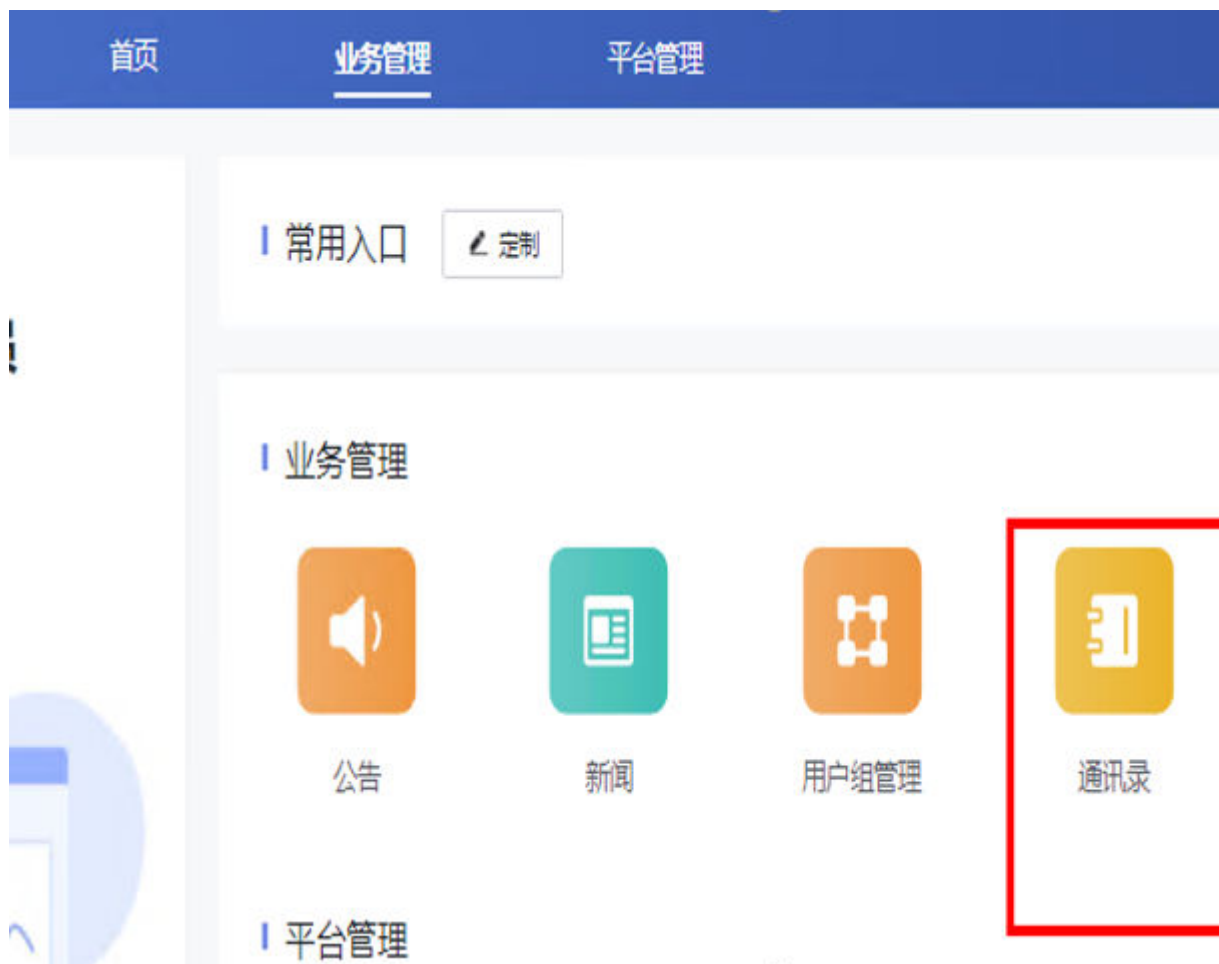 首页 业务管理 平台管理
常用入口 定制
业务管理
公告 新闻 用户组管理 通讯录
平台管理